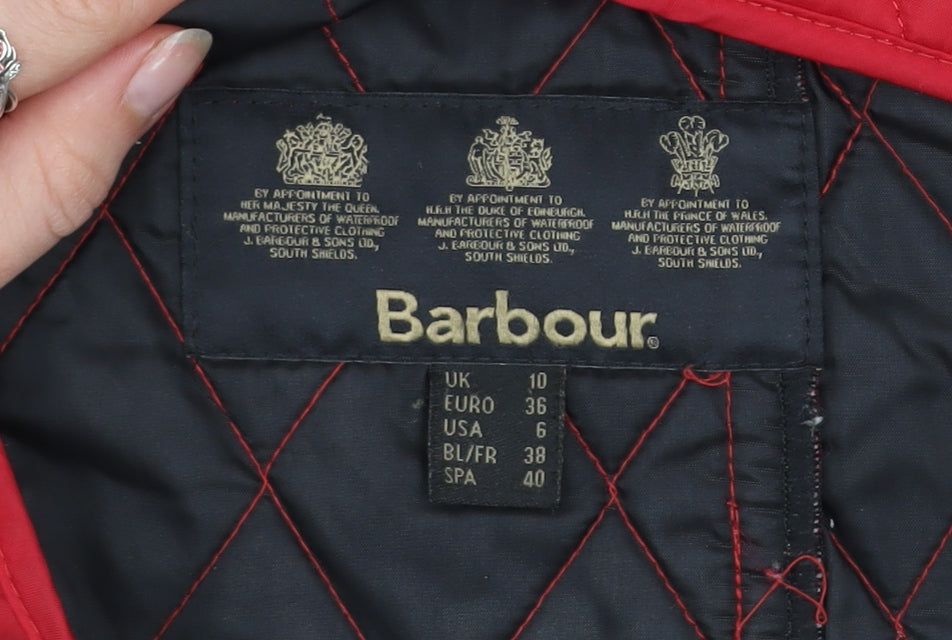 BY APPOINTMENT TO
HER MAJESTY THE QUEEN.
MANUFACTURERS OF WATERPROOF
AND PROTECTIVE CLOTHING
J. BARBOUR & SONS LTD.,
SOUTH SHIELDS.
BY APPOINTMENT TO
H.R.H THE DUKE OF EDINBURGH.
MANUFACTURERS OF WATERPROOF
AND PROTECTIVE CLOTHING
J. BARBOUR & SONS LTD.,
SOUTH SHIELDS.
BY APPOINTMENT TO
H.R.H THE PRINCE OF WALES.
MANUFACTURERS OF WATERPROOF
AND PROTECTIVE CLOTHING
J. BARBOUR & SONS LTD.,
SOUTH SHIELDS.
Barbour®
UK 10
EURO 36
USA 6
BL/FR 38
SPA 40